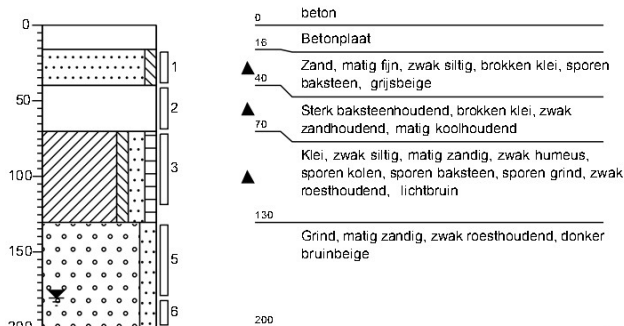 0
50
100
150
200
1
2
3
5
6
0
beton
16
Betonplaat
Zand, matig fijn, zwak siltig, brokken klei, sporen
baksteen, grijsbeige
40
Sterk baksteenhoudend, brokken klei, zwak
zandhoudend, matig koolhoudend
70
Klei, zwak siltig, matig zandig, zwak humeus,
sporen kolen, sporen baksteen, sporen grind, zwak
roesthoudend, lichtbruin
130
Grind, matig zandig, zwak roesthoudend, donker
bruinbeige
200